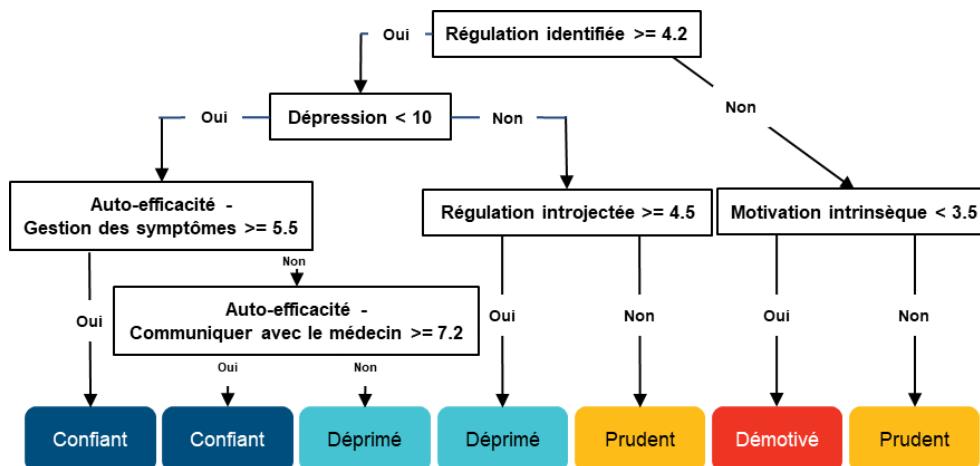 Régulation identifiée >= 4.2
Oui
Non
Dépression < 10
Oui
Non
Auto-efficacité -
Gestion des symptômes >= 5.5
Régulation introjectée >= 4.5
Motivation intrinsèque < 3.5
Non
Auto-efficacité -
Communiquer avec le médecin >= 7.2
Oui
Oui
Non
Oui
Non
Oui
Non
Confiant
Confiant
Déprimé
Déprimé
Prudent
Démotivé
Prudent